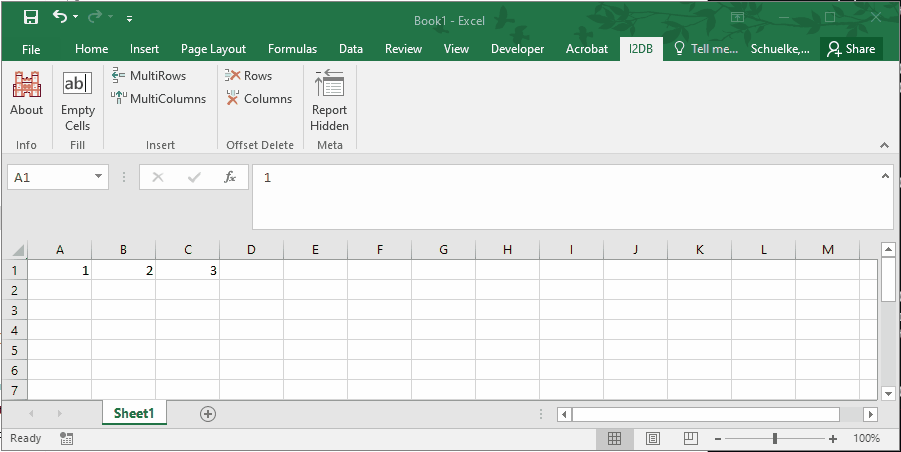 Book1 - Excel
File Home Insert Page Layout Formulas Data Review View Developer Acrobat I2DB Tell me... Schuelke,... Share
About
Empty
Cells
MultiRows
MultiColumns
Rows
Columns
Report
Hidden
Info Fill Insert Offset Delete Meta
A1 fx 1
A B C D E F G H I J K L M
1 1 2 3
2
3
4
5
6
7
Sheet1
Ready 100%